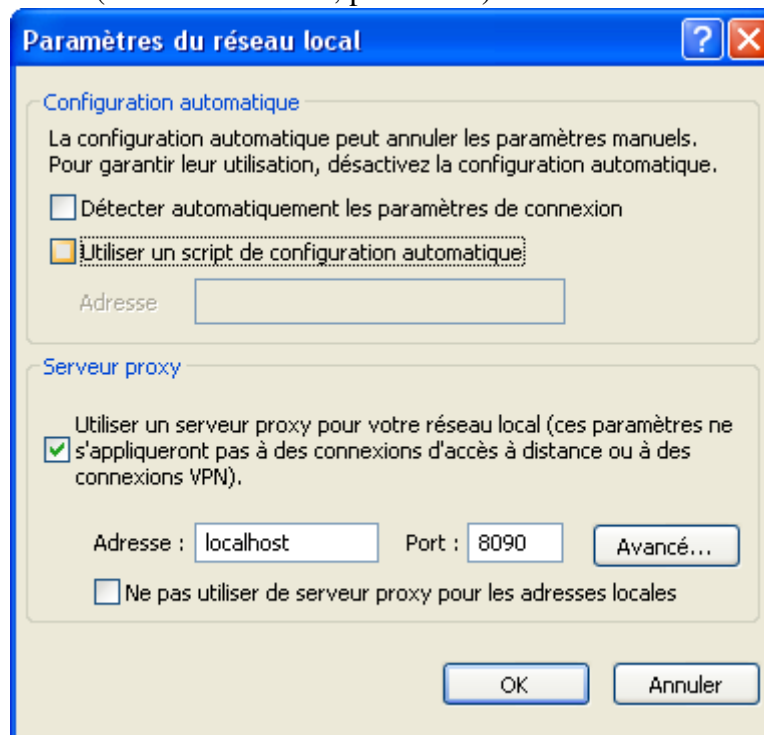 Paramètres du réseau local
Configuration automatique
La configuration automatique peut annuler les paramètres manuels.
Pour garantir leur utilisation, désactivez la configuration automatique.
Détecter automatiquement les paramètres de connexion
Utiliser un script de configuration automatique
Adresse
Serveur proxy
Utiliser un serveur proxy pour votre réseau local (ces paramètres ne
s'appliqueront pas à des connexions d'accès à distance ou à des
connexions VPN).
Adresse : localhost Port : 8090 Avancé...
Ne pas utiliser de serveur proxy pour les adresses locales
OK Annuler